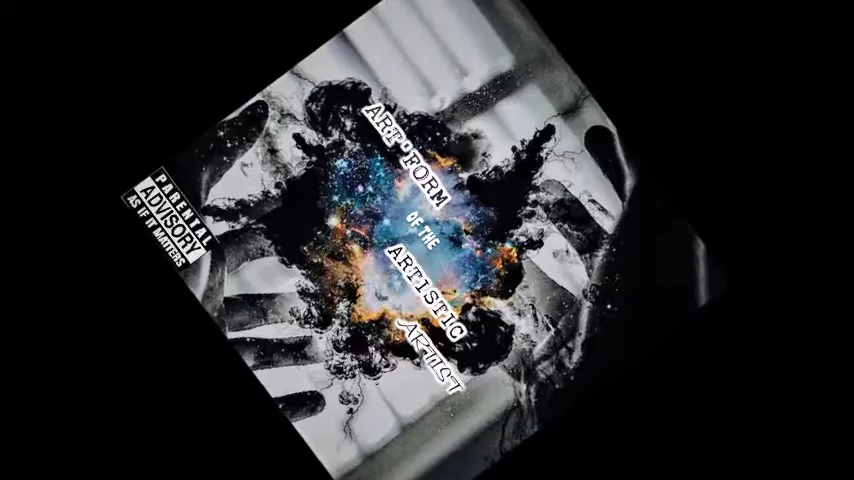 ART•FORM
OF THE
ARTISTIC
ARTIST
PARENTAL
ADVISORY
AS IF IT MATTERS